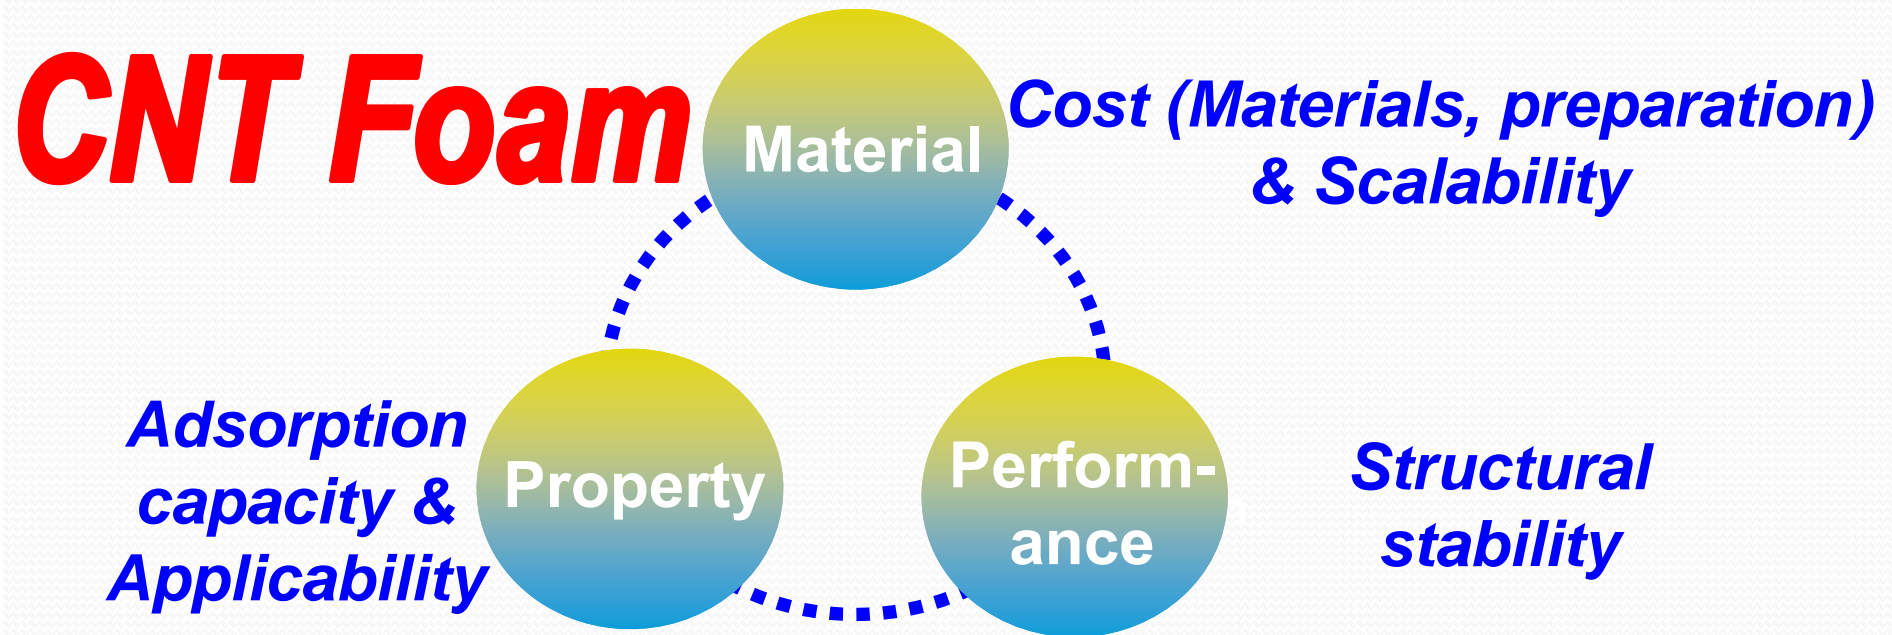 CNT Foam
Material
Cost (Materials, preparation)
& Scalability
Adsorption
capacity &
Applicability
Property
Perform-
ance
Structural
stability